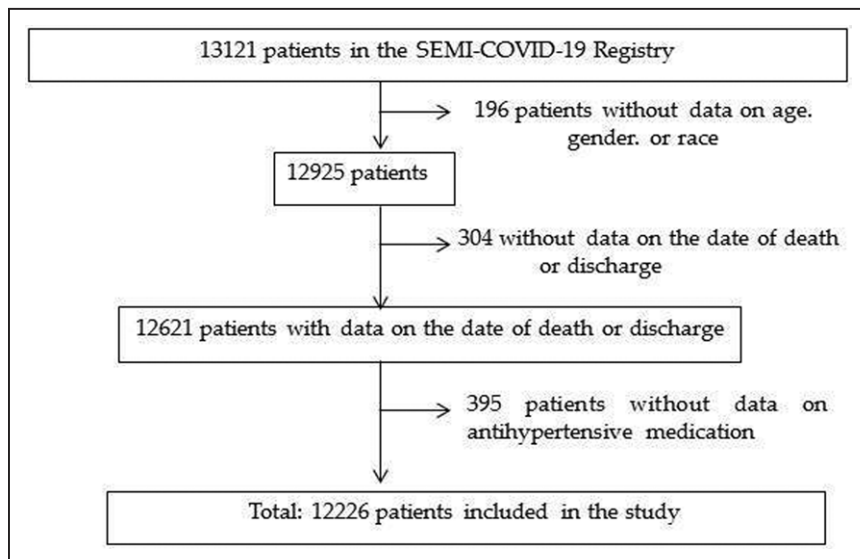 13121 patients in the SEMI-COVID-19 Registry
196 patients without data on age.
gender. or race
12925 patients
304 without data on the date of death
or discharge
12621 patients with data on the date of death or discharge
395 patients without data on
antihypertensive medication
Total: 12226 patients included in the study